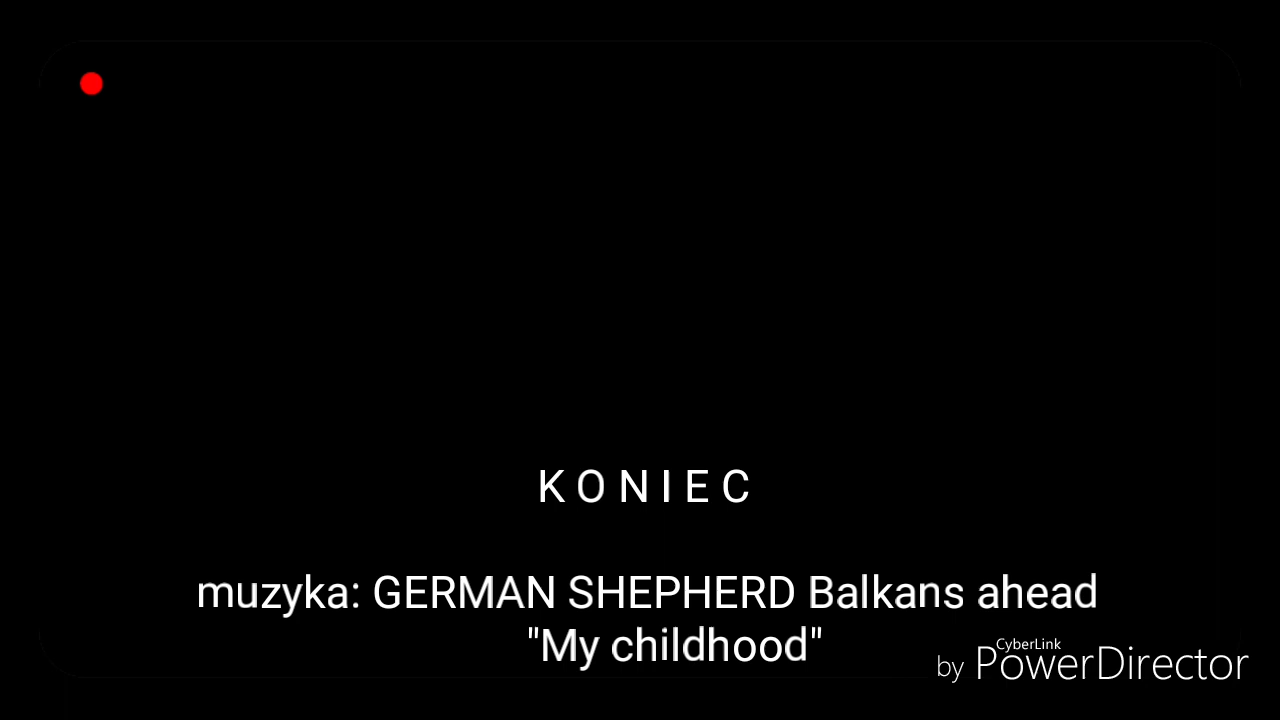 K O N I E C
muzyka: GERMAN SHEPHERD Balkans ahead
"My childhood"
CyberLink
by PowerDirector